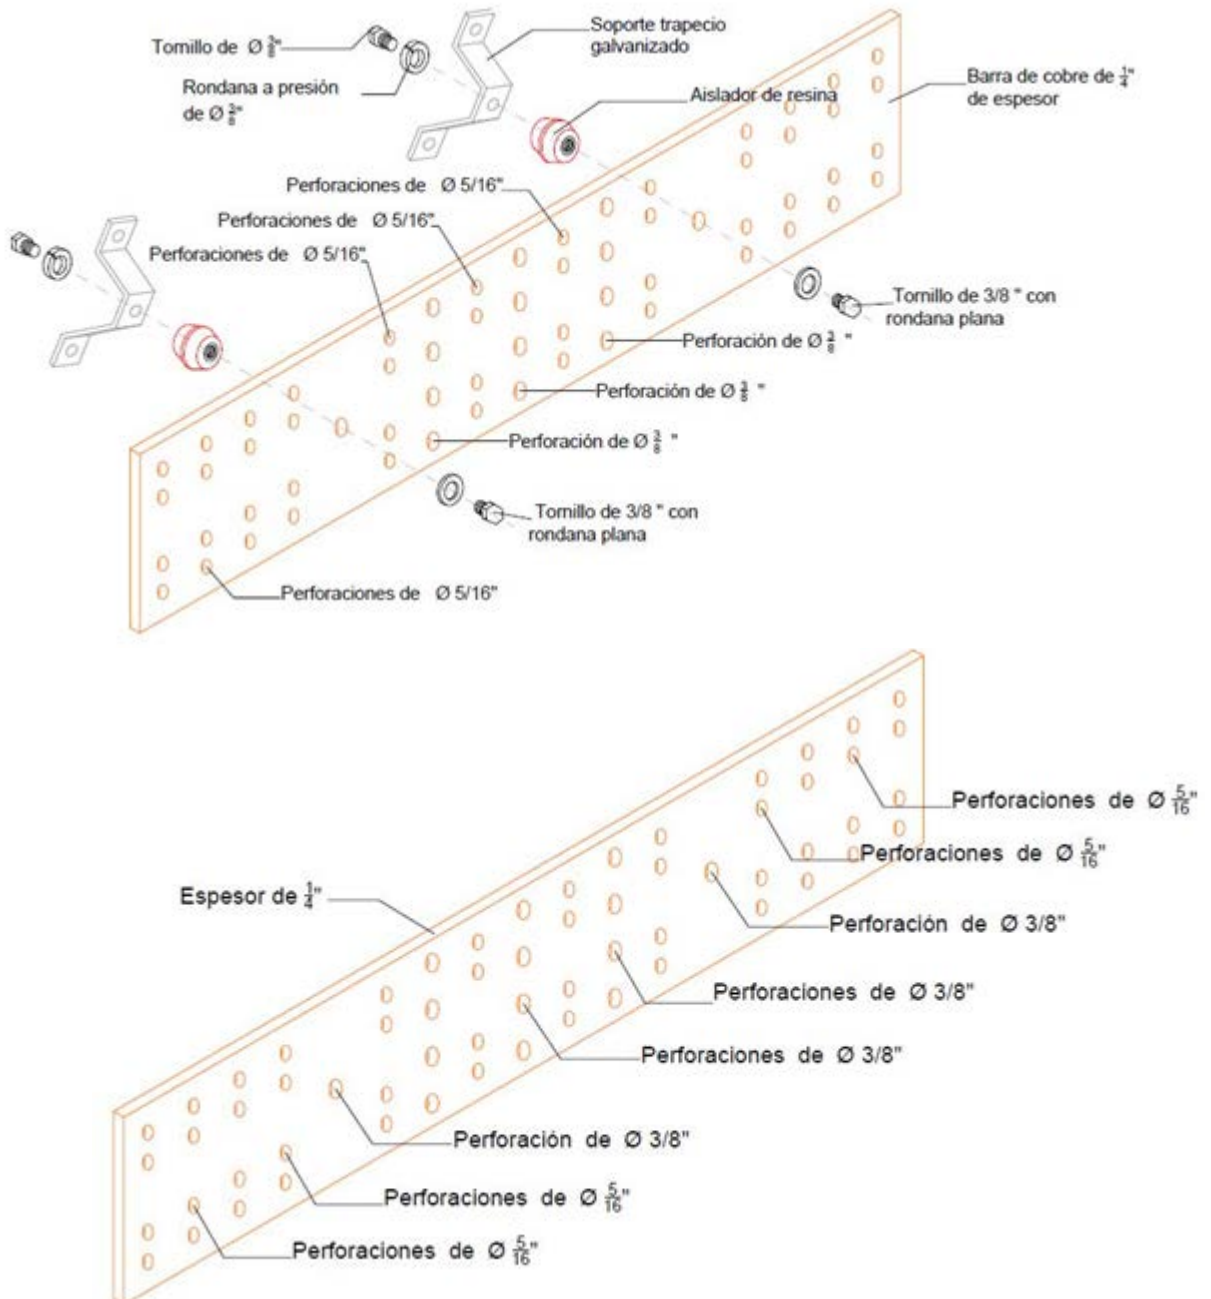 Tornillo de Ø 3/8"
Soporte trapecio
galvanizado
Rondana a presión
de Ø 3/8"
Aislador de resina
Barra de cobre de 1/4"
de espesor
Perforaciones de Ø 5/16"
Perforaciones de Ø 5/16"
Perforaciones de Ø 5/16"
Tornillo de 3/8 " con
rondana plana
Perforación de Ø 3/8 "
Perforación de Ø 3/8 "
Perforación de Ø 3/8 "
Tornillo de 3/8 " con
rondana plana
Perforaciones de Ø 5/16"
Perforaciones de Ø 5/16"
Perforaciones de Ø 5/16"
Espesor de 1/4"
Perforación de Ø 3/8"
Perforaciones de Ø 3/8"
Perforaciones de Ø 3/8"
Perforación de Ø 3/8"
Perforaciones de Ø 5/16"
Perforaciones de Ø 5/16"